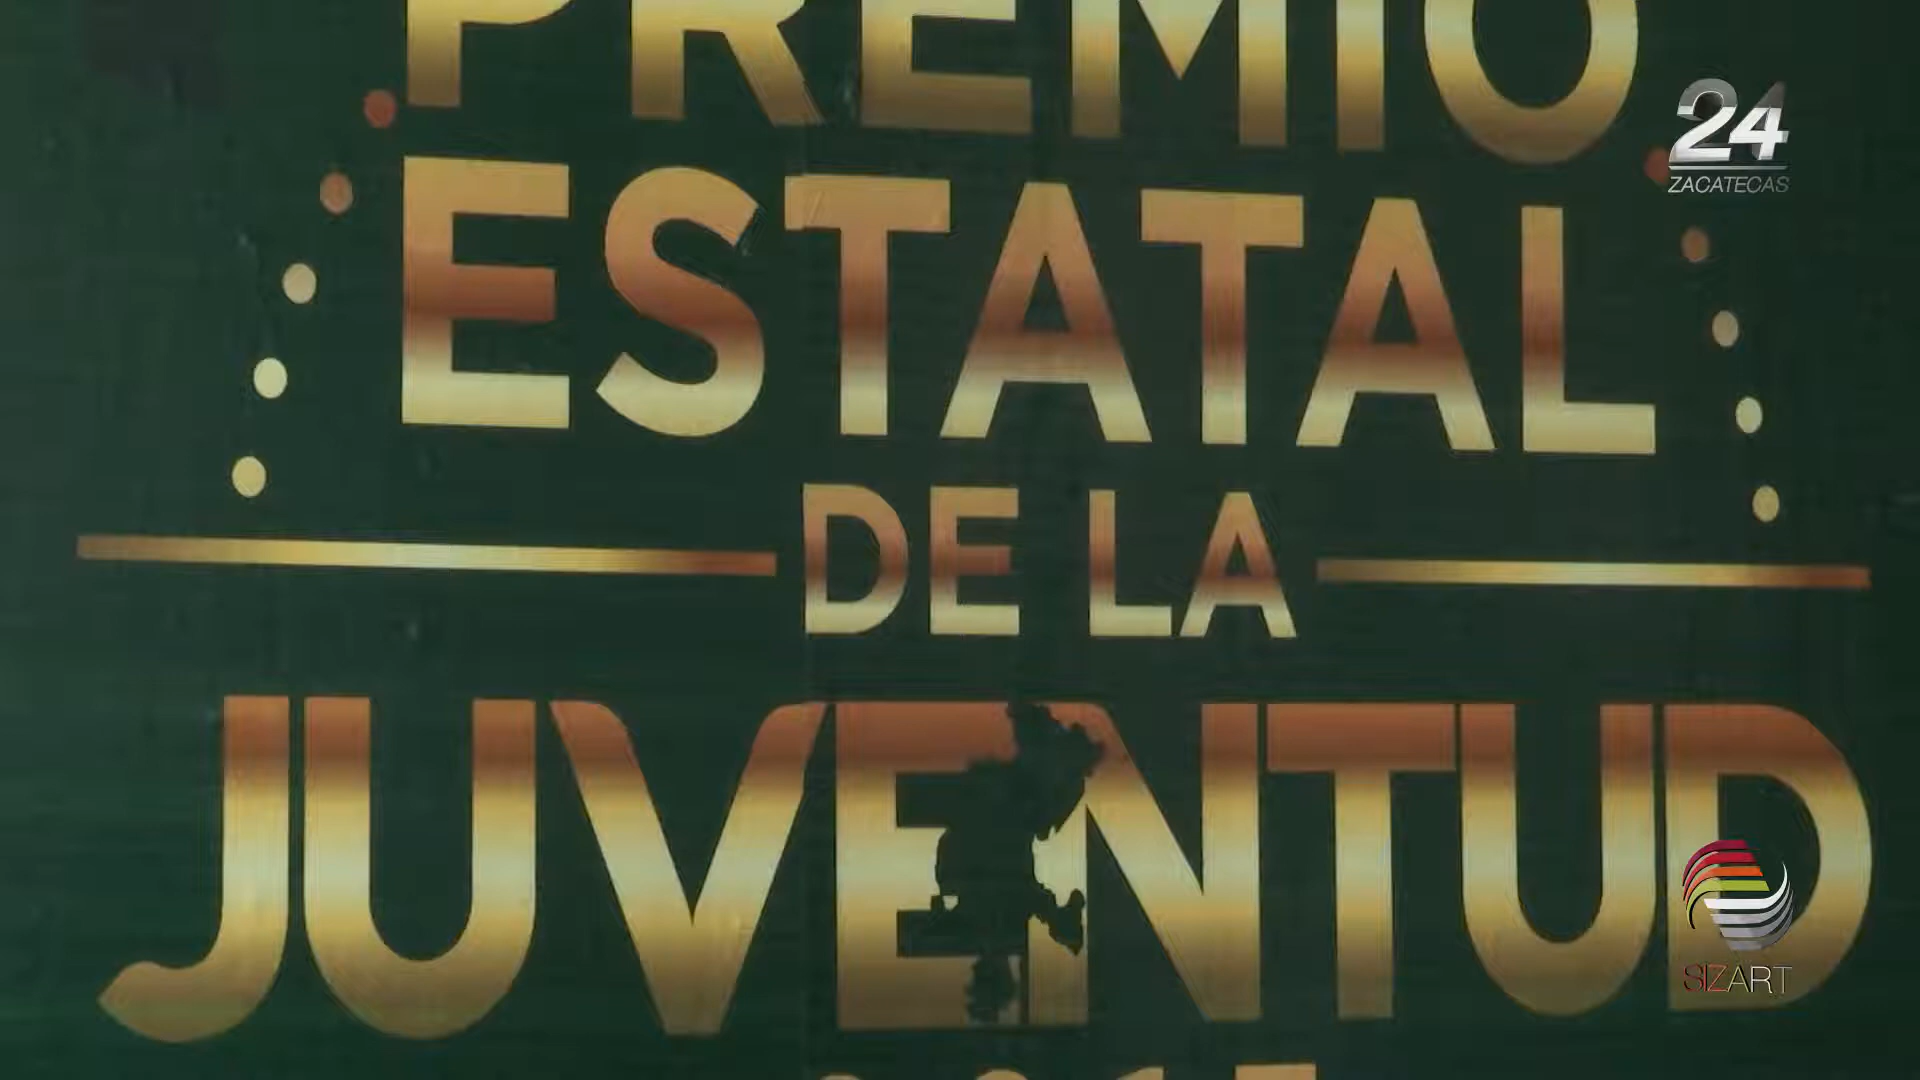 PREMIO
ESTATAL
DE LA
JUVENTUD
24
ZACATECAS
SIZART